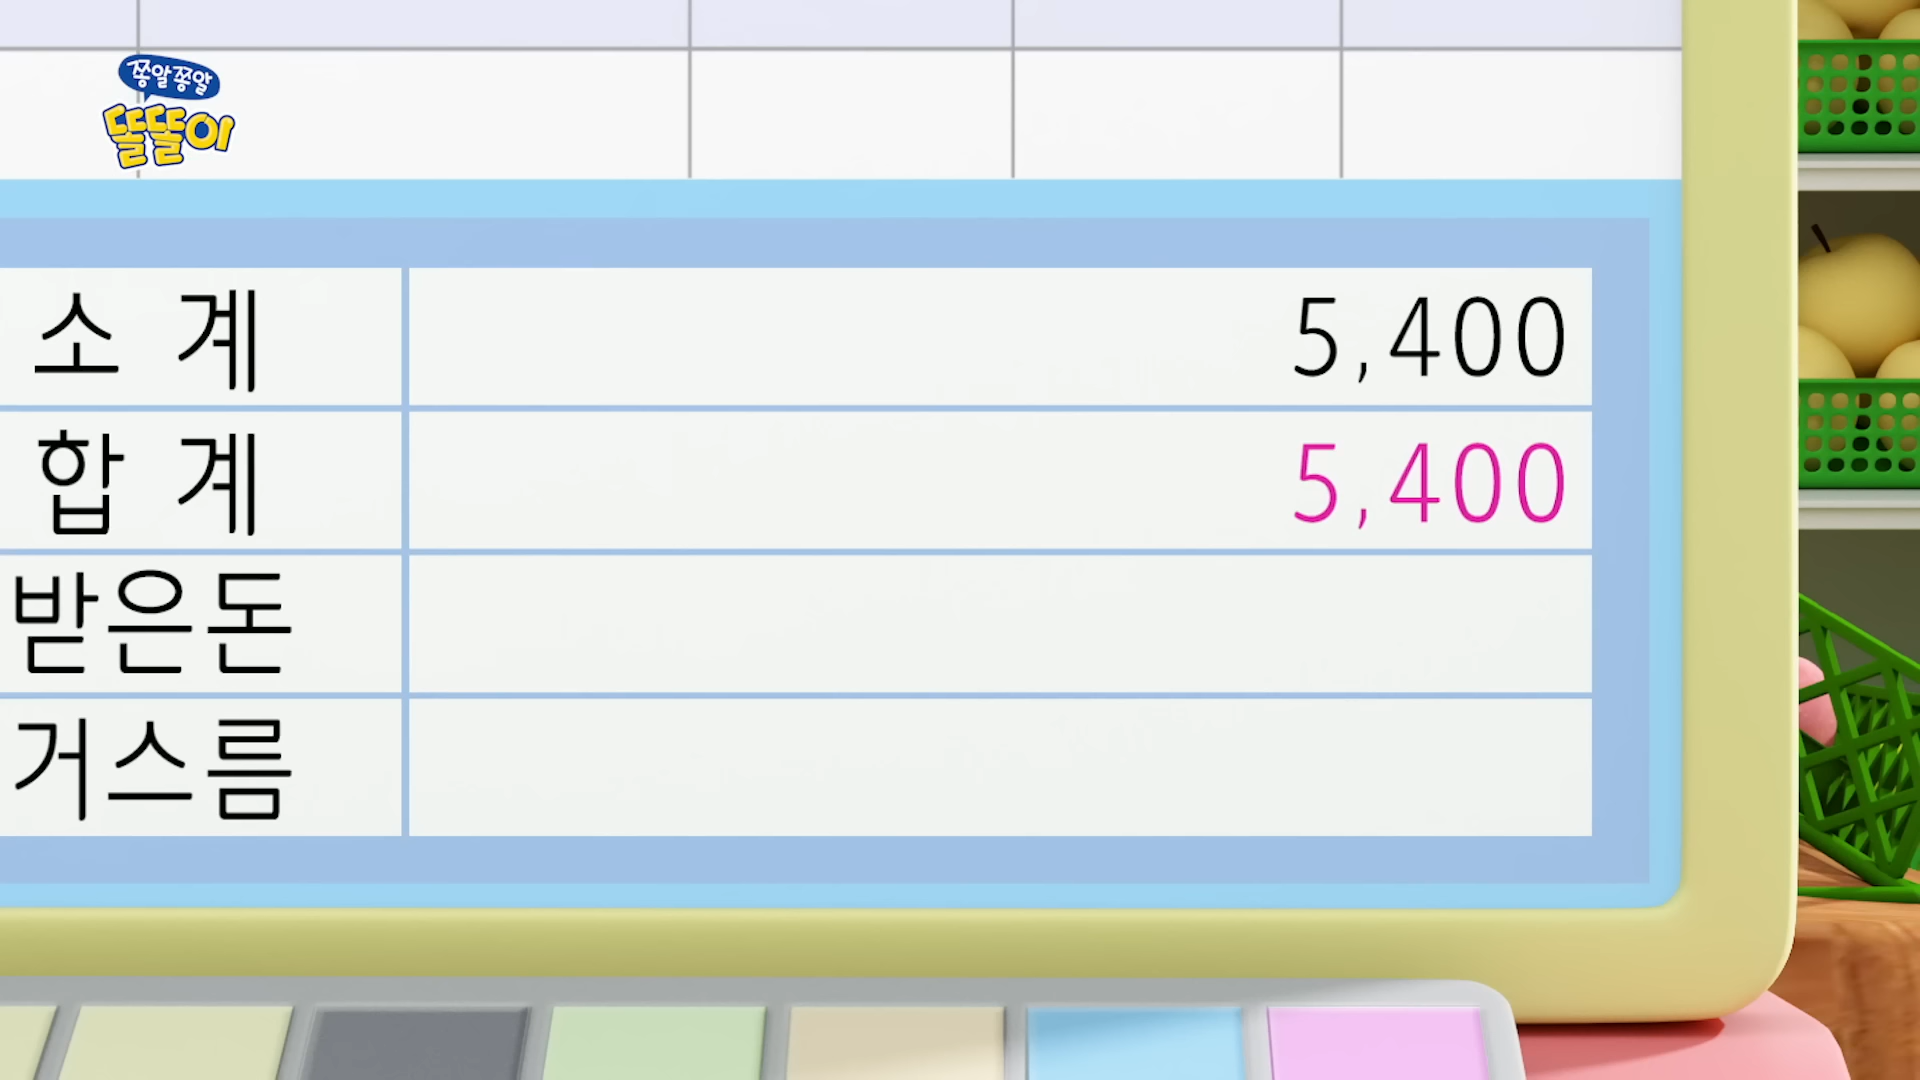 쫑알쫑알
똘똘이
소 계 5,400
합 계 5,400
받은돈
거스름